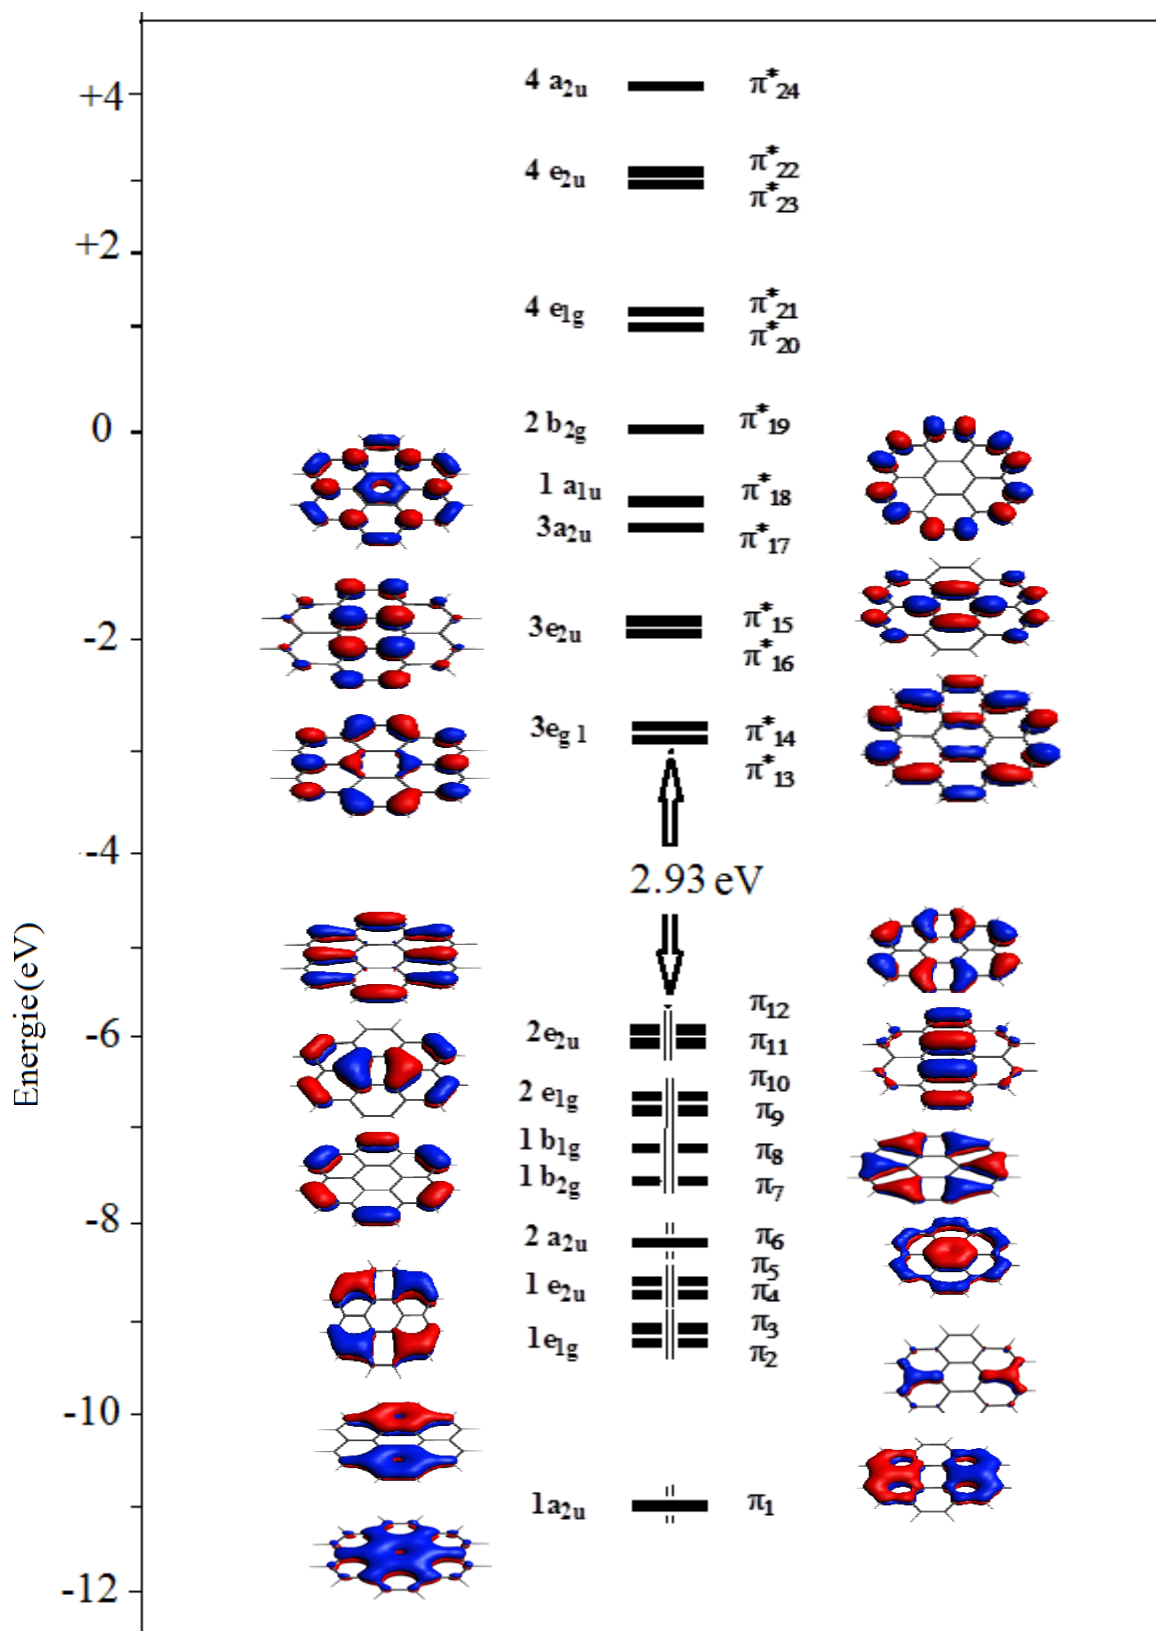 +4
+2
0
-2
-4
-6
-8
-10
-12
Energie(eV)
4 a2u π*24
4 e2u π*22
π*23
4 e1g π*21
π*20
2 b2g π*19
1 a1u π*18
3a2u π*17
3e2u π*15
π*16
3eg 1 π*14
π*13
2.93 eV
π12
2e2u π11
π10
2 e1g π9
1 b1g π8
1 b2g π7
2 a2u π6
π5
1 e2u π4
π3
1e1g π2
1a2u π1